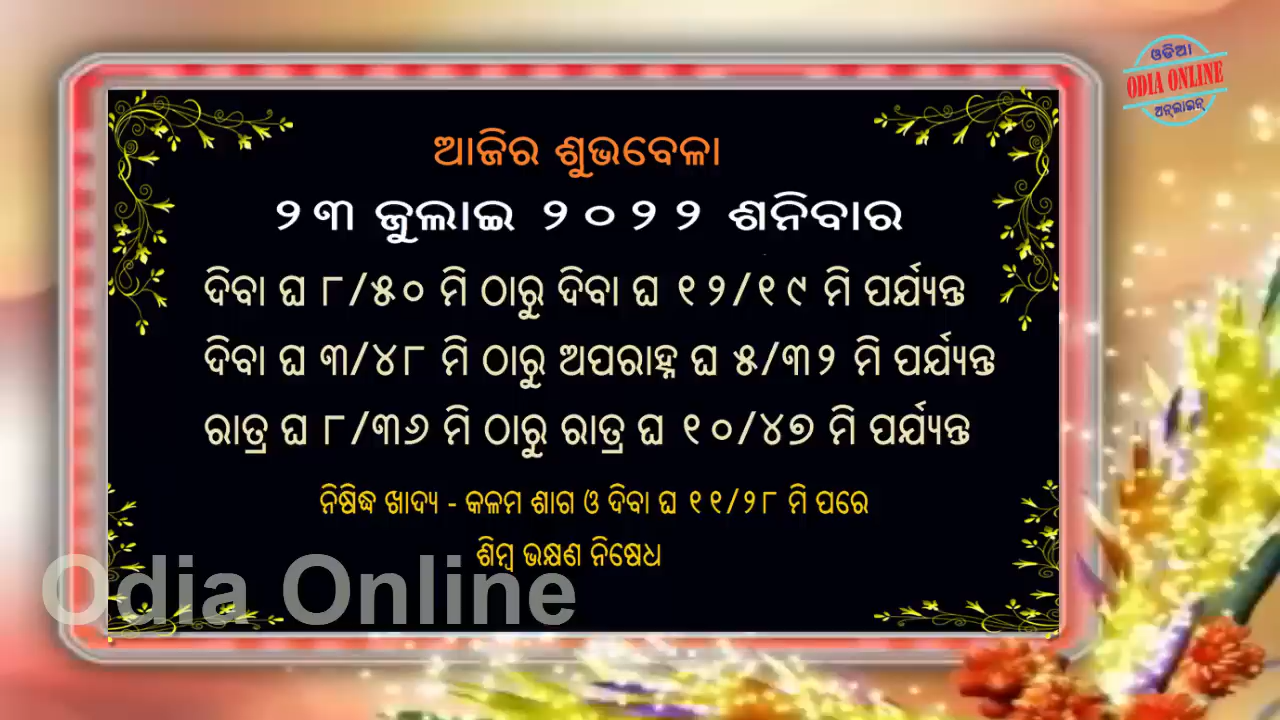 ଓଡିଆ
ODIA ONLINE
ଅନ୍‌ଲାଇନ୍
ଆଜିର ଶୁଭବେଳା
୨୩ ଜୁଲାଇ ୨୦୨୨ ଶନିବାର
ଦିବା ଘ ୮/୫୦ ମି ଠାରୁ ଦିବା ଘ ୧୨/୧୯ ମି ପର୍ଯ୍ୟନ୍ତ
ଦିବା ଘ ୩/୪୮ ମି ଠାରୁ ଅପରାହ୍ନ ଘ ୫/୩୨ ମି ପର୍ଯ୍ୟନ୍ତ
ରାତ୍ର ଘ ୮/୩୬ ମି ଠାରୁ ରାତ୍ର ଘ ୧୦/୪୭ ମି ପର୍ଯ୍ୟନ୍ତ
ନିଷିଦ୍ଧ ଖାଦ୍ୟ - କଳମ ଶାଗ ଓ ଦିବା ଘ ୧୧/୨୮ ମି ପରେ
ଶିମ୍ବ ଭକ୍ଷଣ ନିଷେଧ
Odia Online